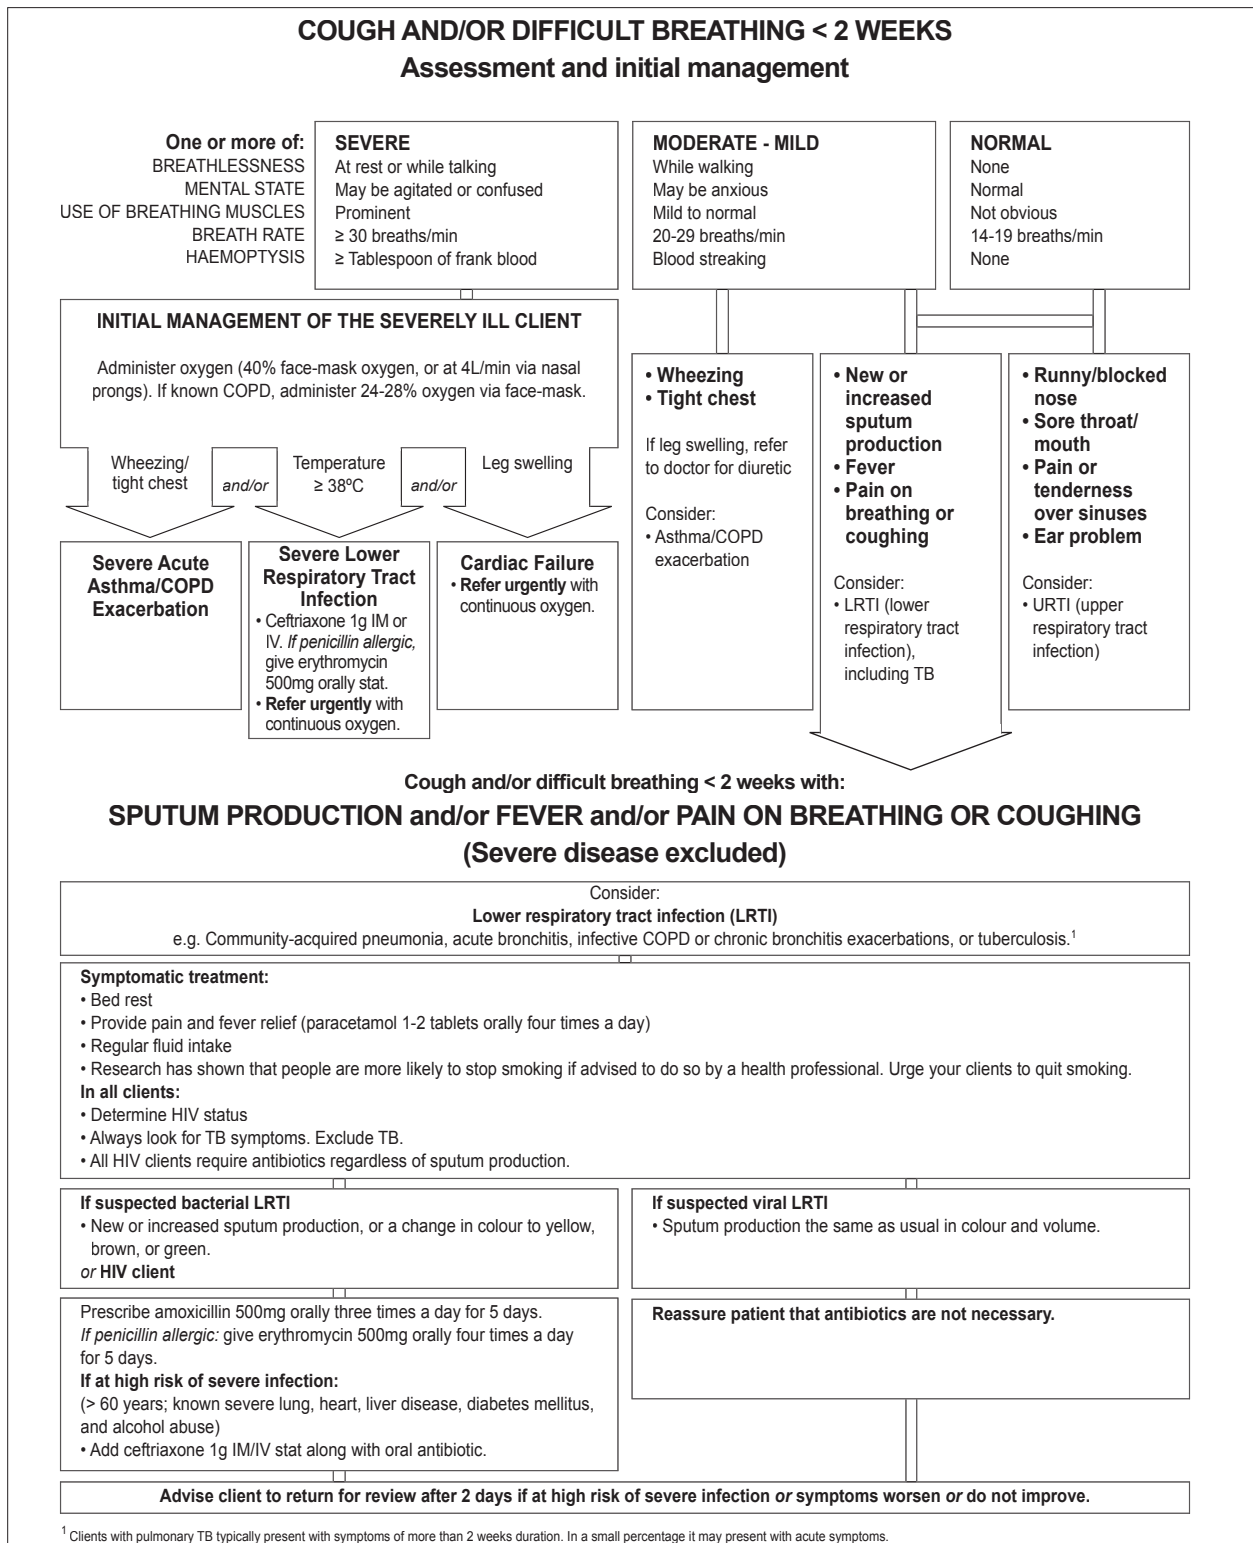 COUGH AND/OR DIFFICULT BREATHING < 2 WEEKS
Assessment and initial management
One or more of:
BREATHLESSNESS
MENTAL STATE
USE OF BREATHING MUSCLES
BREATH RATE
HAEMOPTYSIS
SEVERE
At rest or while talking
May be agitated or confused
Prominent
≥ 30 breaths/min
≥ Tablespoon of frank blood
MODERATE - MILD
While walking
May be anxious
Mild to normal
20-29 breaths/min
Blood streaking
NORMAL
None
Normal
Not obvious
14-19 breaths/min
None
INITIAL MANAGEMENT OF THE SEVERELY ILL CLIENT
Administer oxygen (40% face-mask oxygen, or at 4L/min via nasal
prongs). If known COPD, administer 24-28% oxygen via face-mask.
Wheezing/
tight chest
and/or
Temperature
≥ 38ºC
and/or
Leg swelling
Severe Acute
Asthma/COPD
Exacerbation
Severe Lower
Respiratory Tract
Infection
• Ceftriaxone 1g IM or
IV. If penicillin allergic,
give erythromycin
500mg orally stat.
• Refer urgently with
continuous oxygen.
Cardiac Failure
• Refer urgently with
continuous oxygen.
• Wheezing
• Tight chest
If leg swelling, refer
to doctor for diuretic
Consider:
• Asthma/COPD
exacerbation
• New or
increased
sputum
production
• Fever
• Pain on
breathing or
coughing
Consider:
• LRTI (lower
respiratory tract
infection),
including TB
• Runny/blocked
nose
• Sore throat/
mouth
• Pain or
tenderness
over sinuses
• Ear problem
Consider:
• URTI (upper
respiratory tract
infection)
Cough and/or difficult breathing < 2 weeks with:
SPUTUM PRODUCTION and/or FEVER and/or PAIN ON BREATHING OR COUGHING
(Severe disease excluded)
Consider:
Lower respiratory tract infection (LRTI)
e.g. Community-acquired pneumonia, acute bronchitis, infective COPD or chronic bronchitis exacerbations, or tuberculosis.1
Symptomatic treatment:
• Bed rest
• Provide pain and fever relief (paracetamol 1-2 tablets orally four times a day)
• Regular fluid intake
• Research has shown that people are more likely to stop smoking if advised to do so by a health professional. Urge your clients to quit smoking.
In all clients:
• Determine HIV status
• Always look for TB symptoms. Exclude TB.
• All HIV clients require antibiotics regardless of sputum production.
If suspected bacterial LRTI
• New or increased sputum production, or a change in colour to yellow,
brown, or green.
or HIV client
If suspected viral LRTI
• Sputum production the same as usual in colour and volume.
Prescribe amoxicillin 500mg orally three times a day for 5 days.
If penicillin allergic: give erythromycin 500mg orally four times a day
for 5 days.
If at high risk of severe infection:
(> 60 years; known severe lung, heart, liver disease, diabetes mellitus,
and alcohol abuse)
• Add ceftriaxone 1g IM/IV stat along with oral antibiotic.
Reassure patient that antibiotics are not necessary.
Advise client to return for review after 2 days if at high risk of severe infection or symptoms worsen or do not improve.
1 Clients with pulmonary TB typically present with symptoms of more than 2 weeks duration. In a small percentage it may present with acute symptoms.